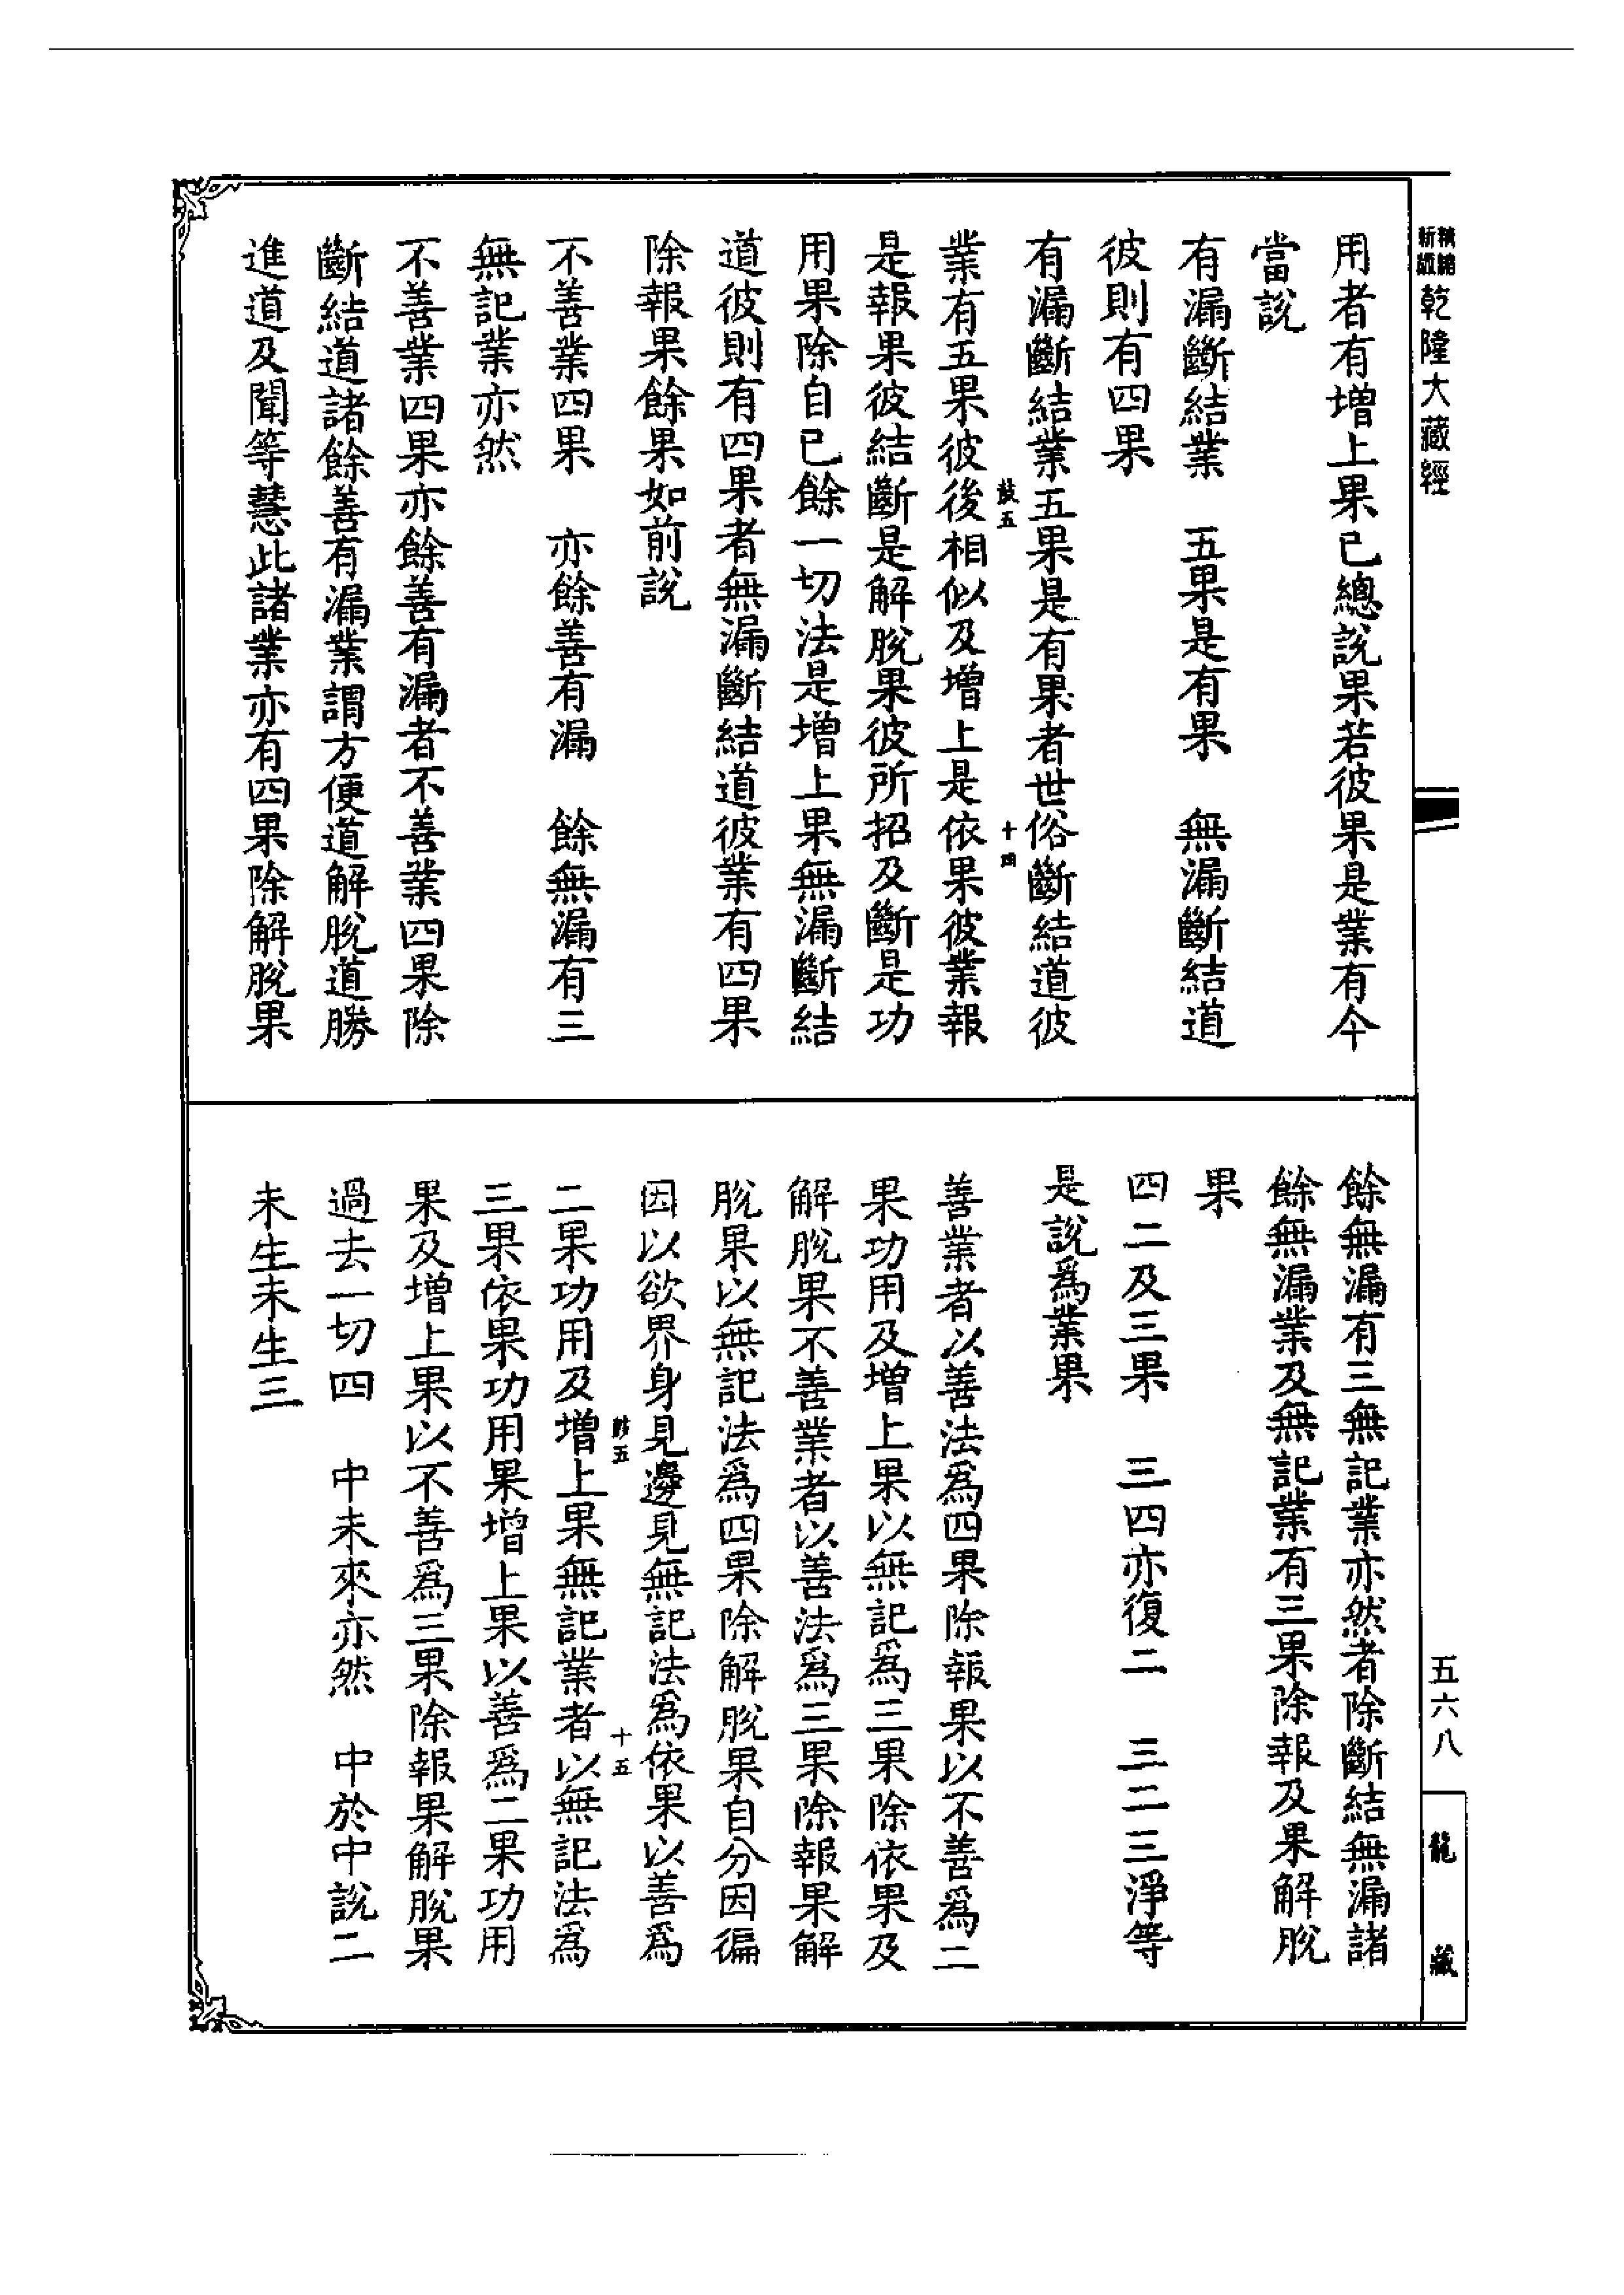 新編縮版
乾隆大藏經
用者有增上果已總說果若彼果是業有今
當說
有漏斷結業　五果是有果　無漏斷結道
彼則有四果
有漏斷結業五果是有果者世俗斷結道彼
業有五果彼後相似及增上是依果彼業報
是報果彼結斷是解脫果彼所招及斷是功
用果除自已餘一切法是增上果無漏斷結
道彼則有四果者無漏斷結道彼業有四果
除報果餘果如前說
不善業四果　亦餘善有漏　餘無漏有三
無記業亦然
不善業四果亦餘善有漏者不善業四果除
斷結道諸餘善有漏業謂方便道解脫道勝
進道及聞等慧此諸業亦有四果除解脫果
十四
餘無漏有三無記業亦然者除斷結無漏諸
餘無漏業及無記業有三果除報及果解脫
果
四二及三果　三四亦復二　三二三淨等
是說爲業果
善業者以善法爲四果除報果以不善爲二
果功用及增上果以無記爲三果除依果及
解脫果不善業者以善法爲三果除報果解
脫果以無記法爲四果除解脫果自分因徧
因以欲界身見邊見無記法爲依果以善爲
二果功用及增上果無記業者以無記法爲
三果依果功用果增上果以善爲二果功用
果及增上果以不善爲三果除報果解脫果
過去一切四　中未來亦然　中於中說二
未生未生三
十五
五六八
龍藏